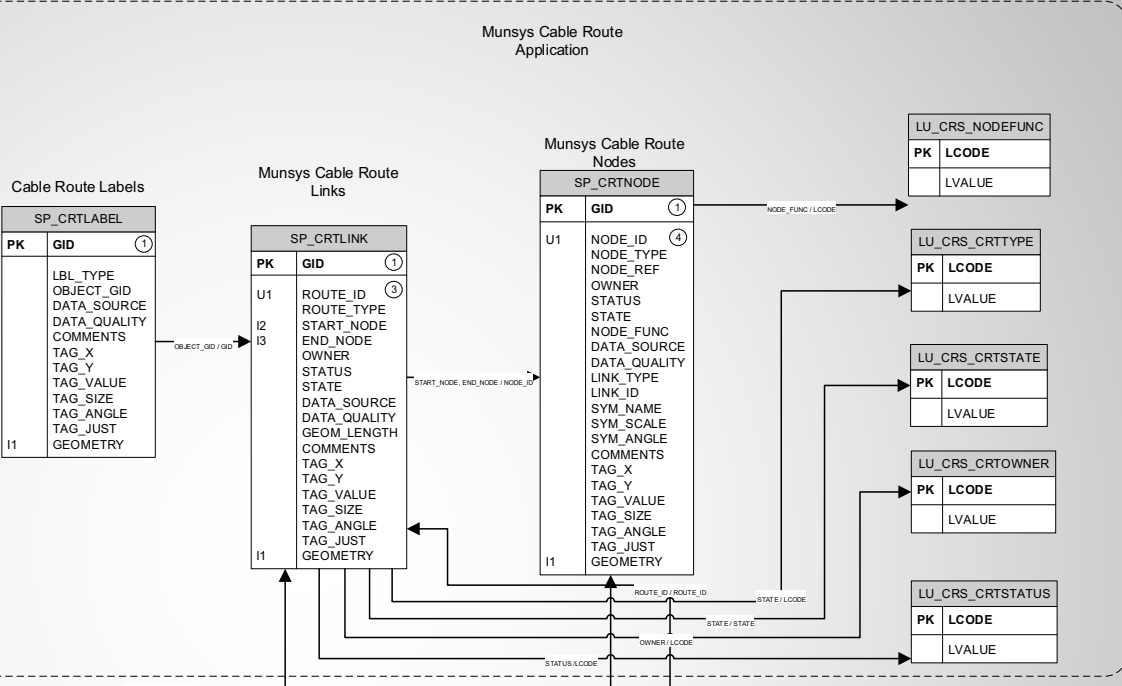 Munsys Cable Route
Application
Cable Route Labels
SP_CRTLABEL
PK GID 1
LBL_TYPE
OBJECT_GID
DATA_SOURCE
DATA_QUALITY
COMMENTS
TAG_X
TAG_Y
TAG_VALUE
TAG_SIZE
TAG_ANGLE
TAG_JUST
I1 GEOMETRY
OBJECT_GID / GID
Munsys Cable Route
Links
SP_CRTLINK
PK GID 1
U1 ROUTE_ID 3
ROUTE_TYPE
I2 START_NODE
I3 END_NODE
OWNER
STATUS
STATE
DATA_SOURCE
DATA_QUALITY
GEOM_LENGTH
COMMENTS
TAG_X
TAG_Y
TAG_VALUE
TAG_SIZE
TAG_ANGLE
TAG_JUST
I1 GEOMETRY
START_NODE, END_NODE / NODE_ID
Munsys Cable Route
Nodes
SP_CRTNODE
PK GID 1
U1 NODE_ID 4
NODE_TYPE
NODE_REF
OWNER
STATUS
STATE
NODE_FUNC
DATA_SOURCE
DATA_QUALITY
LINK_TYPE
LINK_ID
SYM_NAME
SYM_SCALE
SYM_ANGLE
COMMENTS
TAG_X
TAG_Y
TAG_VALUE
TAG_SIZE
TAG_ANGLE
TAG_JUST
I1 GEOMETRY
NODE_FUNC / LCODE
LU_CRS_NODEFUNC
PK LCODE
LVALUE
LU_CRS_CRTTYPE
PK LCODE
LVALUE
LU_CRS_CRTSTATE
PK LCODE
LVALUE
LU_CRS_CRTOWNER
PK LCODE
LVALUE
LU_CRS_CRTSTATUS
PK LCODE
LVALUE
ROUTE_ID / ROUTE_ID
STATE / LCODE
STATE / STATE
OWNER / LCODE
STATUS /LCODE